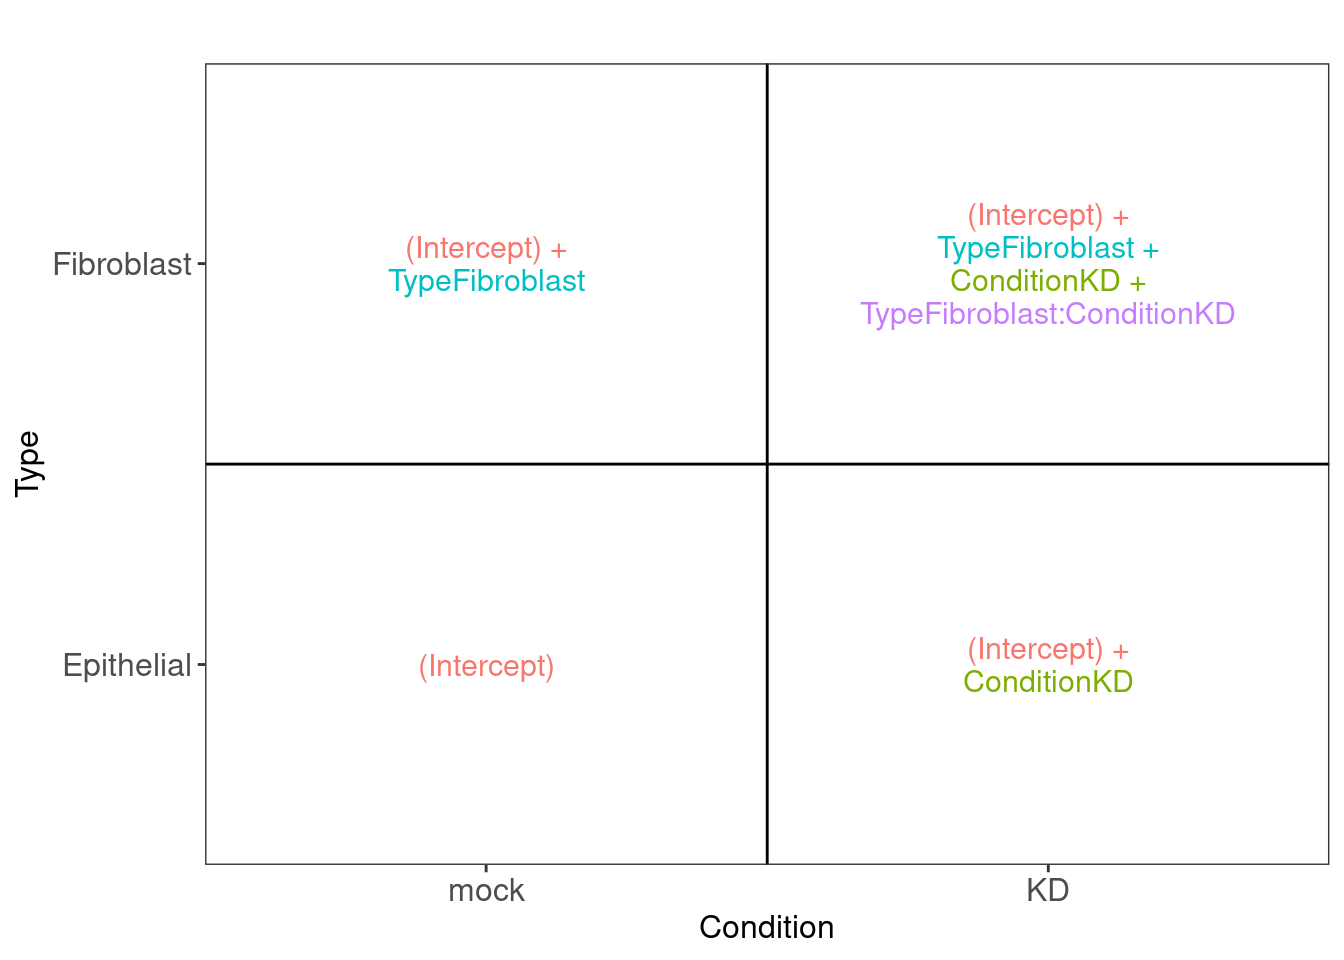 Type
Fibroblast
(Intercept) +
TypeFibroblast
(Intercept) +
TypeFibroblast +
ConditionKD +
TypeFibroblast:ConditionKD
Epithelial
(Intercept)
(Intercept) +
ConditionKD
mock
KD
Condition